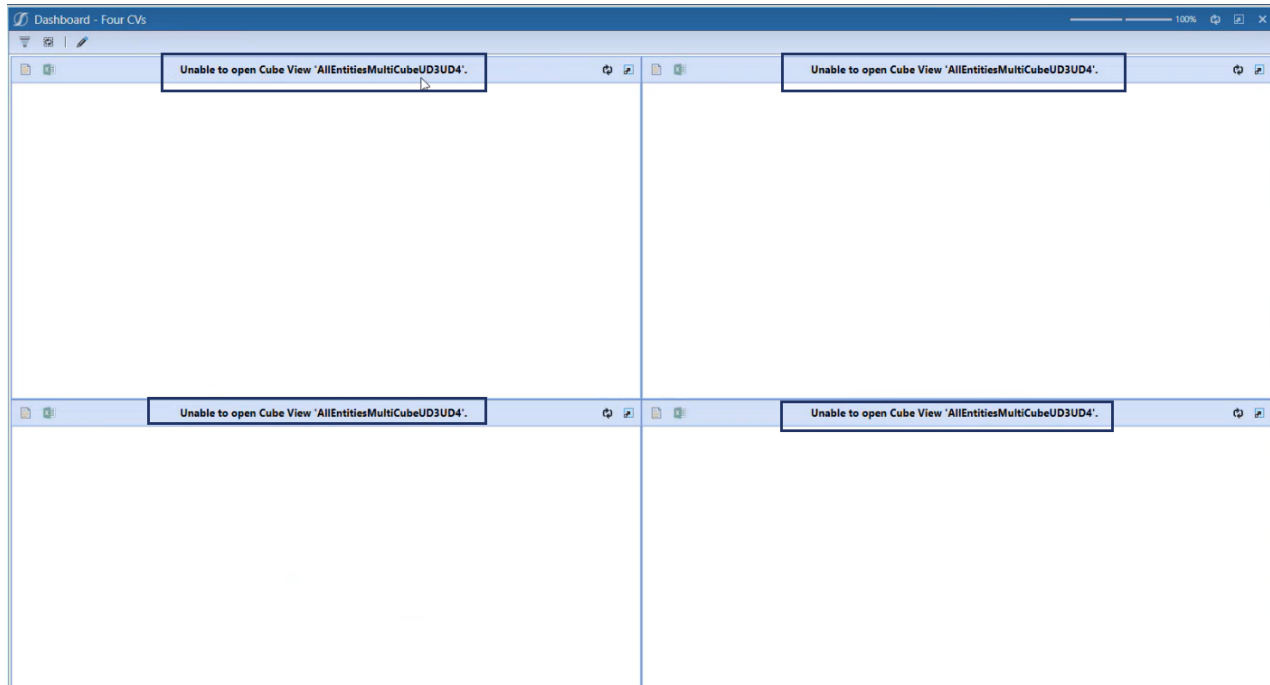 Dashboard - Four CVs
100%
Unable to open Cube View 'AllEntitiesMultiCubeUD3UD4'.
Unable to open Cube View 'AllEntitiesMultiCubeUD3UD4'.
Unable to open Cube View 'AllEntitiesMultiCubeUD3UD4'.
Unable to open Cube View 'AllEntitiesMultiCubeUD3UD4'.